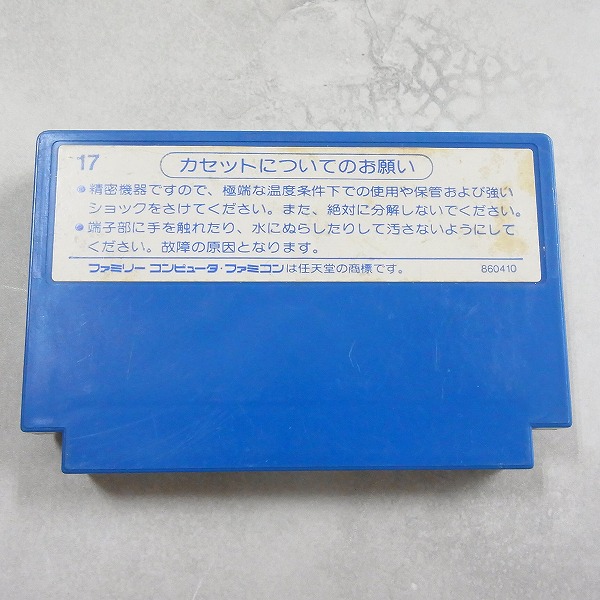 17
カセットについてのお願い
●精密機器ですので、極端な温度条件下での使用や保管および強い
ショックをさけてください。また、絶対に分解しないでください。
●端子部に手を触れたり、水にぬらしたりして汚さないようにして
ください。故障の原因となります。
ファミリー コンピュータ・ファミコンは任天堂の商標です。 860410